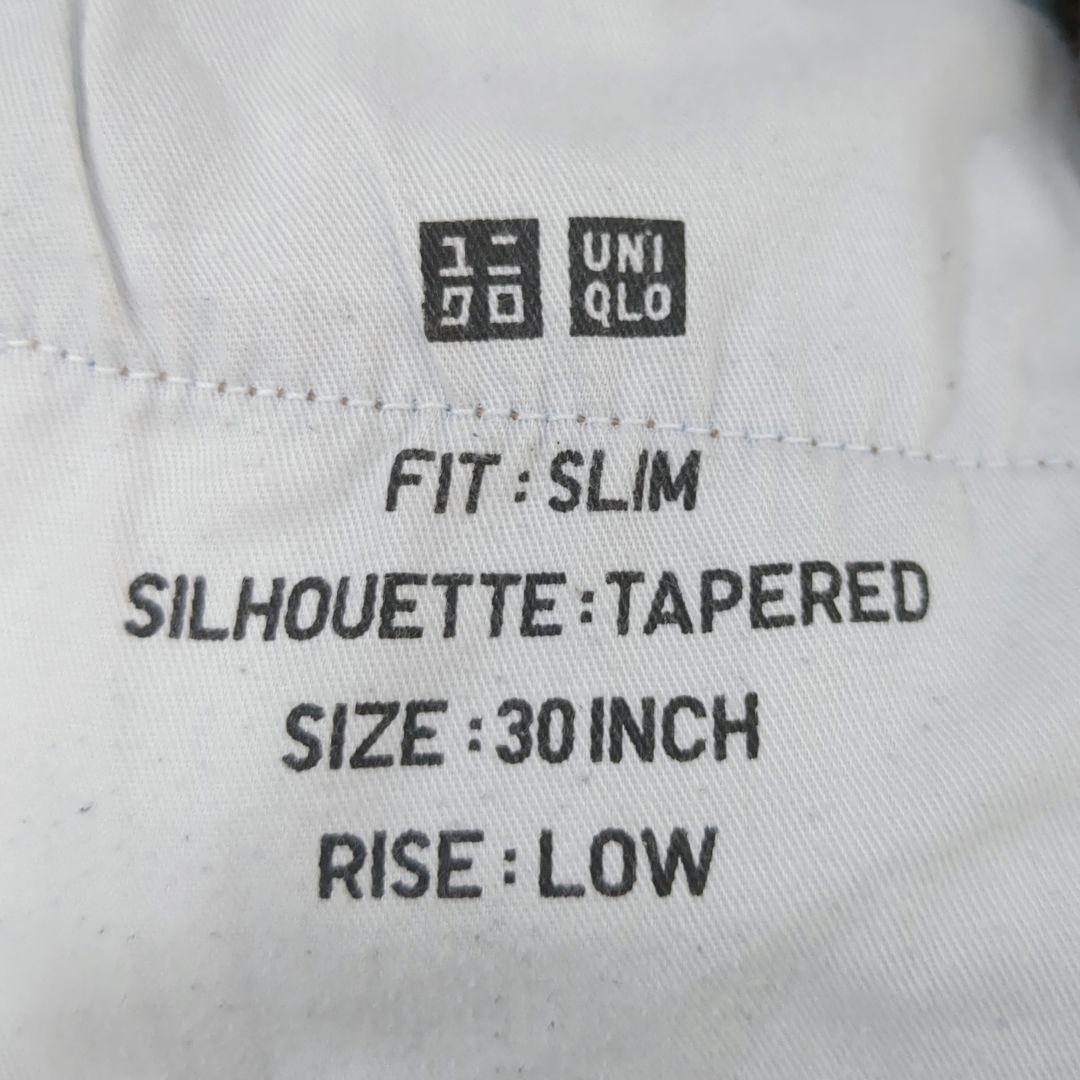 ユニ UNI
クロ QLO
FIT : SLIM
SILHOUETTE : TAPERED
SIZE : 30 INCH
RISE : LOW